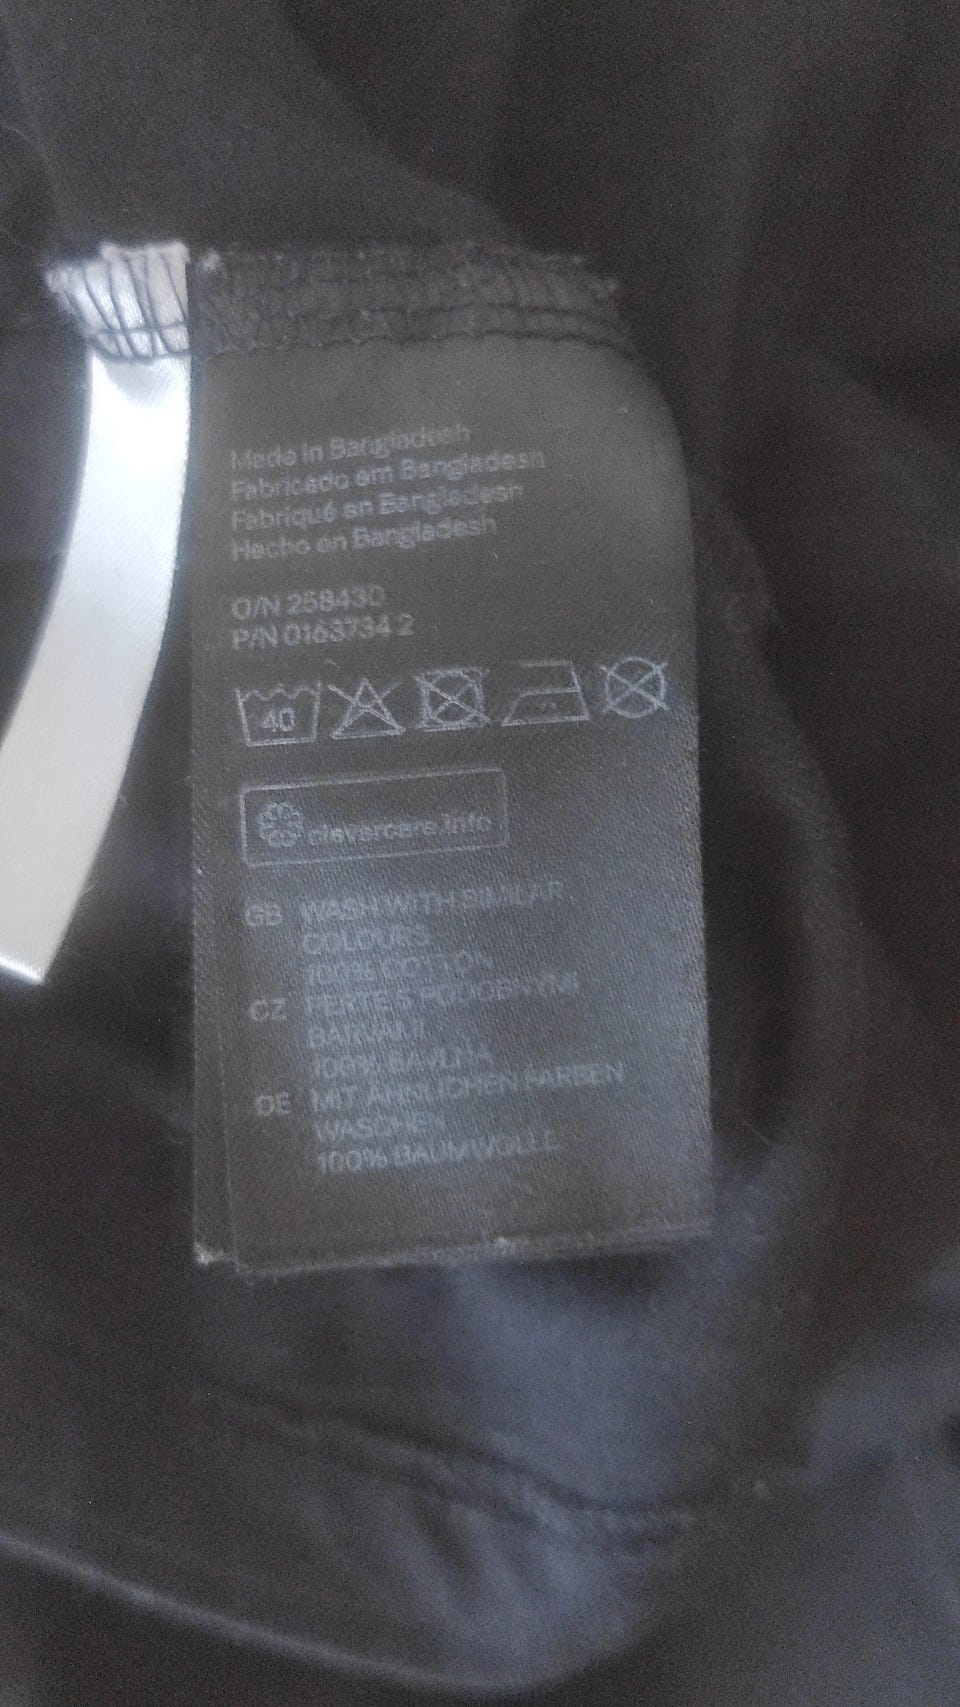 Made in Bangladesh
Fabricado em Bangladesh
Fabriqué en Bangladesh
Hecho en Bangladesh
O/N 258430
P/N 0163734 2
40
clevercare.info
GB WASH WITH SIMILAR
COLOURS
100% COTTON
CZ PERTE S PODOBNÝMI
BARVAMI
100% BAVLNA
DE MIT ÄHNLICHEN FARBEN
WASCHEN
100% BAUMWOLLE